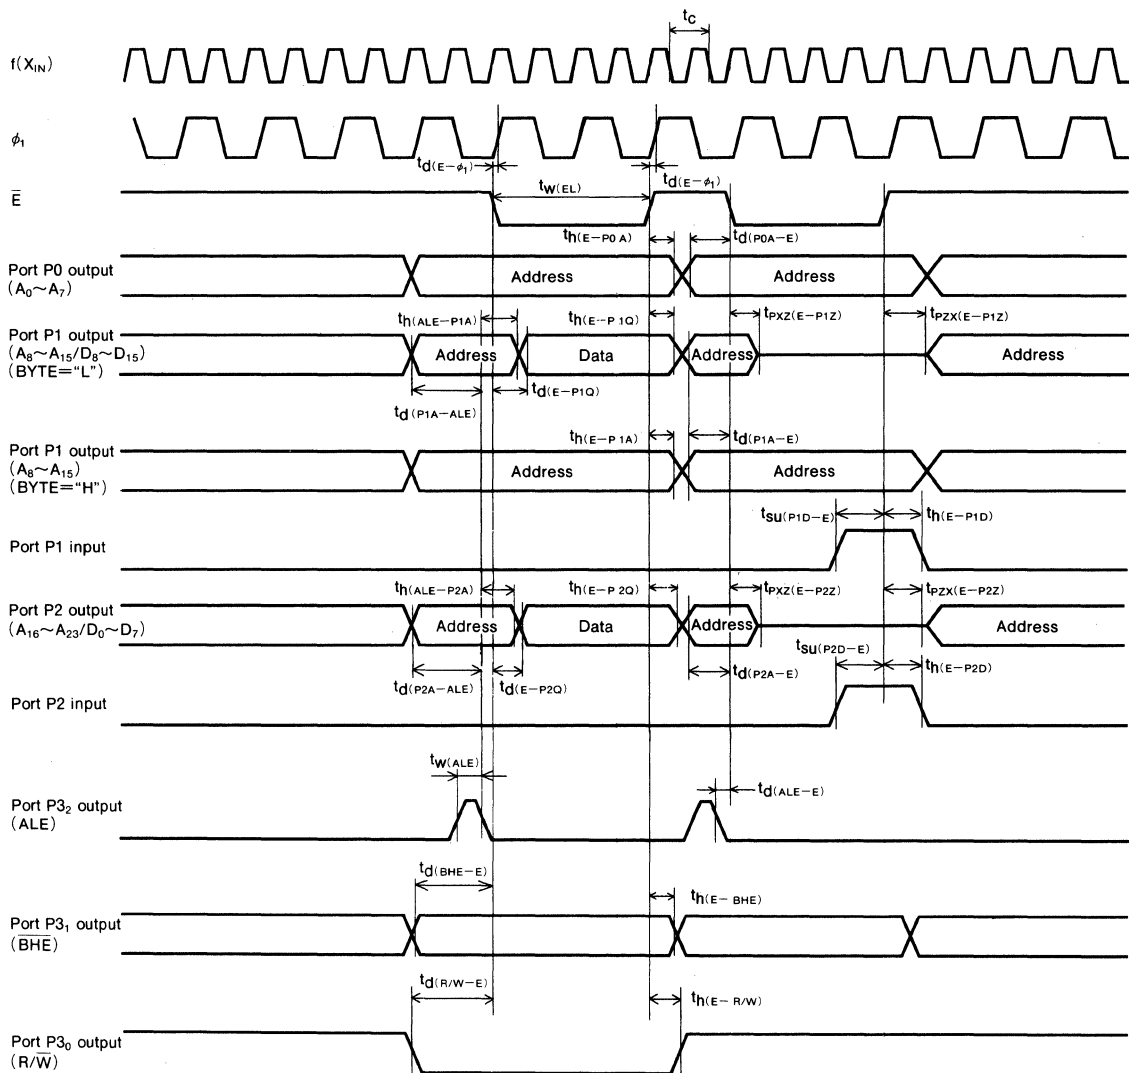 tC
f(XIN)
ϕ1
td(E−ϕ1)
tw(EL)
td(E−ϕ1)
E̅
th(E−P0A)
td(P0A−E)
Port P0 output
(A0~A7)
Address
Address
th(ALE−P1A)
th(E−P1Q)
tPXZ(E−P1Z)
tPZX(E−P1Z)
Port P1 output
(A8~A15/D8~D15)
(BYTE="L")
Address
Data
Address
Address
td(P1A−ALE)
td(E−P1Q)
th(E−P1A)
td(P1A−E)
Port P1 output
(A8~A15)
(BYTE="H")
Address
Address
tsu(P1D−E)
th(E−P1D)
Port P1 input
th(ALE−P2A)
th(E−P2Q)
tPXZ(E−P2Z)
tPZX(E−P2Z)
Port P2 output
(A16~A23/D0~D7)
Address
Data
Address
Address
tsu(P2D−E)
th(E−P2D)
td(P2A−ALE)
td(E−P2Q)
td(P2A−E)
Port P2 input
tw(ALE)
td(ALE−E)
Port P32 output
(ALE)
td(BHE−E)
th(E−BHE)
Port P31 output
(B̅H̅E̅)
td(R/W−E)
th(E−R/W)
Port P30 output
(R/W̅)